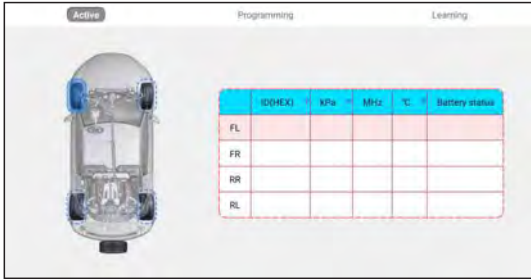 Active Programming Learning
ID(HEX) kPa MHz ℃ Battery status
FL
FR
RR
RL